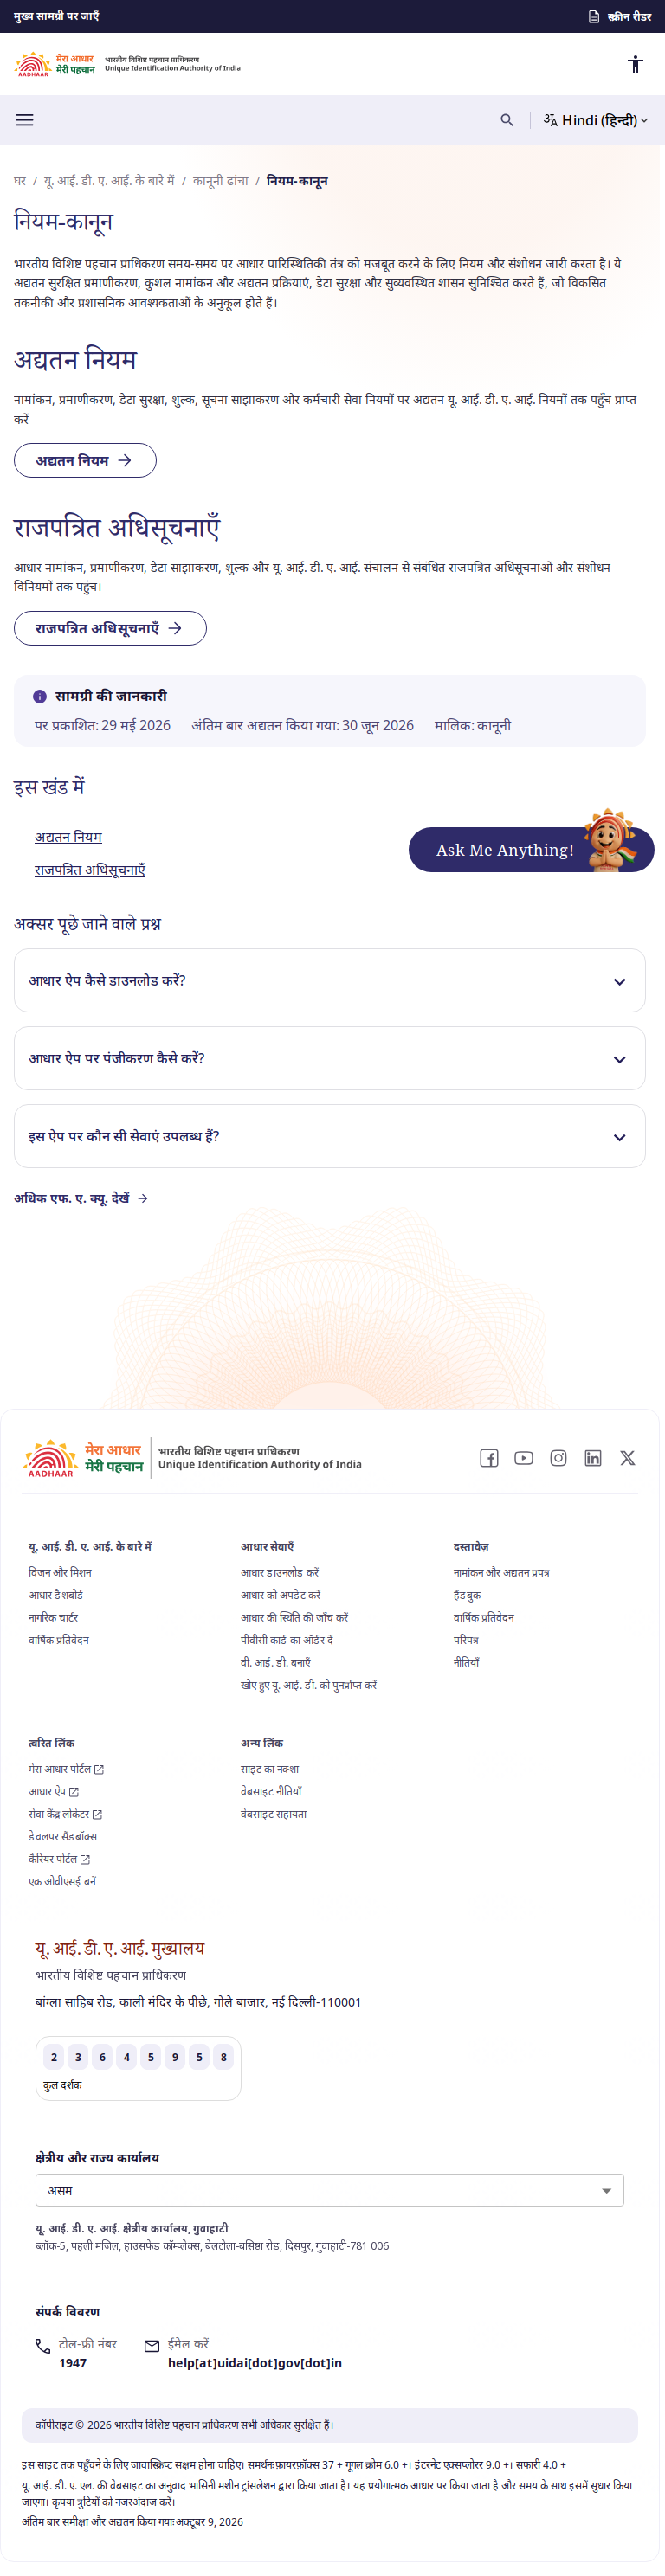 मुख्य सामग्री पर जाएँ
स्क्रीन रीडर
AADHAAR
मेरा आधार
मेरी पहचान
भारतीय विशिष्ट पहचान प्राधिकरण
Unique Identification Authority of India
Hindi (हिन्दी)
घर / यू. आई. डी. ए. आई. के बारे में / कानूनी ढांचा / नियम-कानून
नियम-कानून
भारतीय विशिष्ट पहचान प्राधिकरण समय-समय पर आधार पारिस्थितिकी तंत्र को मजबूत करने के लिए नियम और संशोधन जारी करता है। ये
अद्यतन सुरक्षित प्रमाणीकरण, कुशल नामांकन और अद्यतन प्रक्रियाएं, डेटा सुरक्षा और सुव्यवस्थित शासन सुनिश्चित करते हैं, जो विकसित
तकनीकी और प्रशासनिक आवश्यकताओं के अनुकूल होते हैं।
अद्यतन नियम
नामांकन, प्रमाणीकरण, डेटा सुरक्षा, शुल्क, सूचना साझाकरण और कर्मचारी सेवा नियमों पर अद्यतन यू. आई. डी. ए. आई. नियमों तक पहुँच प्राप्त
करें
अद्यतन नियम
राजपत्रित अधिसूचनाएँ
आधार नामांकन, प्रमाणीकरण, डेटा साझाकरण, शुल्क और यू. आई. डी. ए. आई. संचालन से संबंधित राजपत्रित अधिसूचनाओं और संशोधन
विनियमों तक पहुंच।
राजपत्रित अधिसूचनाएँ
सामग्री की जानकारी
पर प्रकाशित: 29 मई 2026 अंतिम बार अद्यतन किया गया: 30 जून 2026 मालिक: कानूनी
इस खंड में
अद्यतन नियम
Ask Me Anything!
राजपत्रित अधिसूचनाएँ
अक्सर पूछे जाने वाले प्रश्न
आधार ऐप कैसे डाउनलोड करें?
आधार ऐप पर पंजीकरण कैसे करें?
इस ऐप पर कौन सी सेवाएं उपलब्ध हैं?
अधिक एफ. ए. क्यू. देखें
AADHAAR
मेरा आधार
मेरी पहचान
भारतीय विशिष्ट पहचान प्राधिकरण
Unique Identification Authority of India
यू. आई. डी. ए. आई. के बारे में
विजन और मिशन
आधार डैशबोर्ड
नागरिक चार्टर
वार्षिक प्रतिवेदन
आधार सेवाएँ
आधार डाउनलोड करें
आधार को अपडेट करें
आधार की स्थिति की जाँच करें
पीवीसी कार्ड का ऑर्डर दें
वी. आई. डी. बनाएँ
खोए हुए यू. आई. डी. को पुनर्प्राप्त करें
दस्तावेज़
नामांकन और अद्यतन प्रपत्र
हैंडबुक
वार्षिक प्रतिवेदन
परिपत्र
नीतियाँ
त्वरित लिंक
मेरा आधार पोर्टल
आधार ऐप
सेवा केंद्र लोकेटर
डेवलपर सैंडबॉक्स
कैरियर पोर्टल
एक ओवीएसई बनें
अन्य लिंक
साइट का नक्शा
वेबसाइट नीतियाँ
वेबसाइट सहायता
यू. आई. डी. ए. आई. मुख्यालय
भारतीय विशिष्ट पहचान प्राधिकरण
बांग्ला साहिब रोड, काली मंदिर के पीछे, गोले बाजार, नई दिल्ली-110001
2 3 6 4 5 9 5 8
कुल दर्शक
क्षेत्रीय और राज्य कार्यालय
असम
यू. आई. डी. ए. आई. क्षेत्रीय कार्यालय, गुवाहाटी
ब्लॉक-5, पहली मंजिल, हाउसफेड कॉम्प्लेक्स, बेलटोला-बसिष्ठा रोड, दिसपुर, गुवाहाटी-781 006
संपर्क विवरण
टोल-फ्री नंबर
1947
ईमेल करें
help[at]uidai[dot]gov[dot]in
कॉपीराइट © 2026 भारतीय विशिष्ट पहचान प्राधिकरण सभी अधिकार सुरक्षित हैं।
इस साइट तक पहुँचने के लिए जावास्क्रिप्ट सक्षम होना चाहिए। समर्थनःफ़ायरफ़ॉक्स 37 + गूगल क्रोम 6.0 +। इंटरनेट एक्सप्लोरर 9.0 +। सफारी 4.0 +
यू. आई. डी. ए. एल. की वेबसाइट का अनुवाद भासिनी मशीन ट्रांसलेशन द्वारा किया जाता है। यह प्रयोगात्मक आधार पर किया जाता है और समय के साथ इसमें सुधार किया
जाएगा। कृपया त्रुटियों को नजरअंदाज करें।
अंतिम बार समीक्षा और अद्यतन किया गयाःअक्टूबर 9, 2026